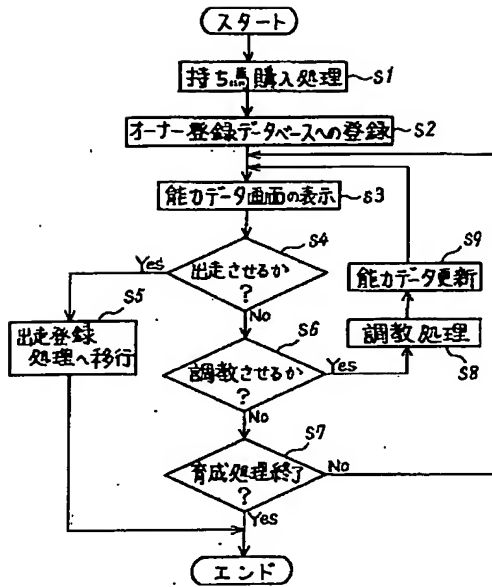 スタート
持ち馬購入処理 S1
オーナー登録データベースへの登録 S2
能力データ画面の表示 S3
S4
出走させるか
?
Yes
No
S5
出走登録
処理へ移行
S6
調教させるか
?
Yes
No
S9
能力データ更新
調教処理
S8
S7
育成処理終了
?
No
Yes
エンド